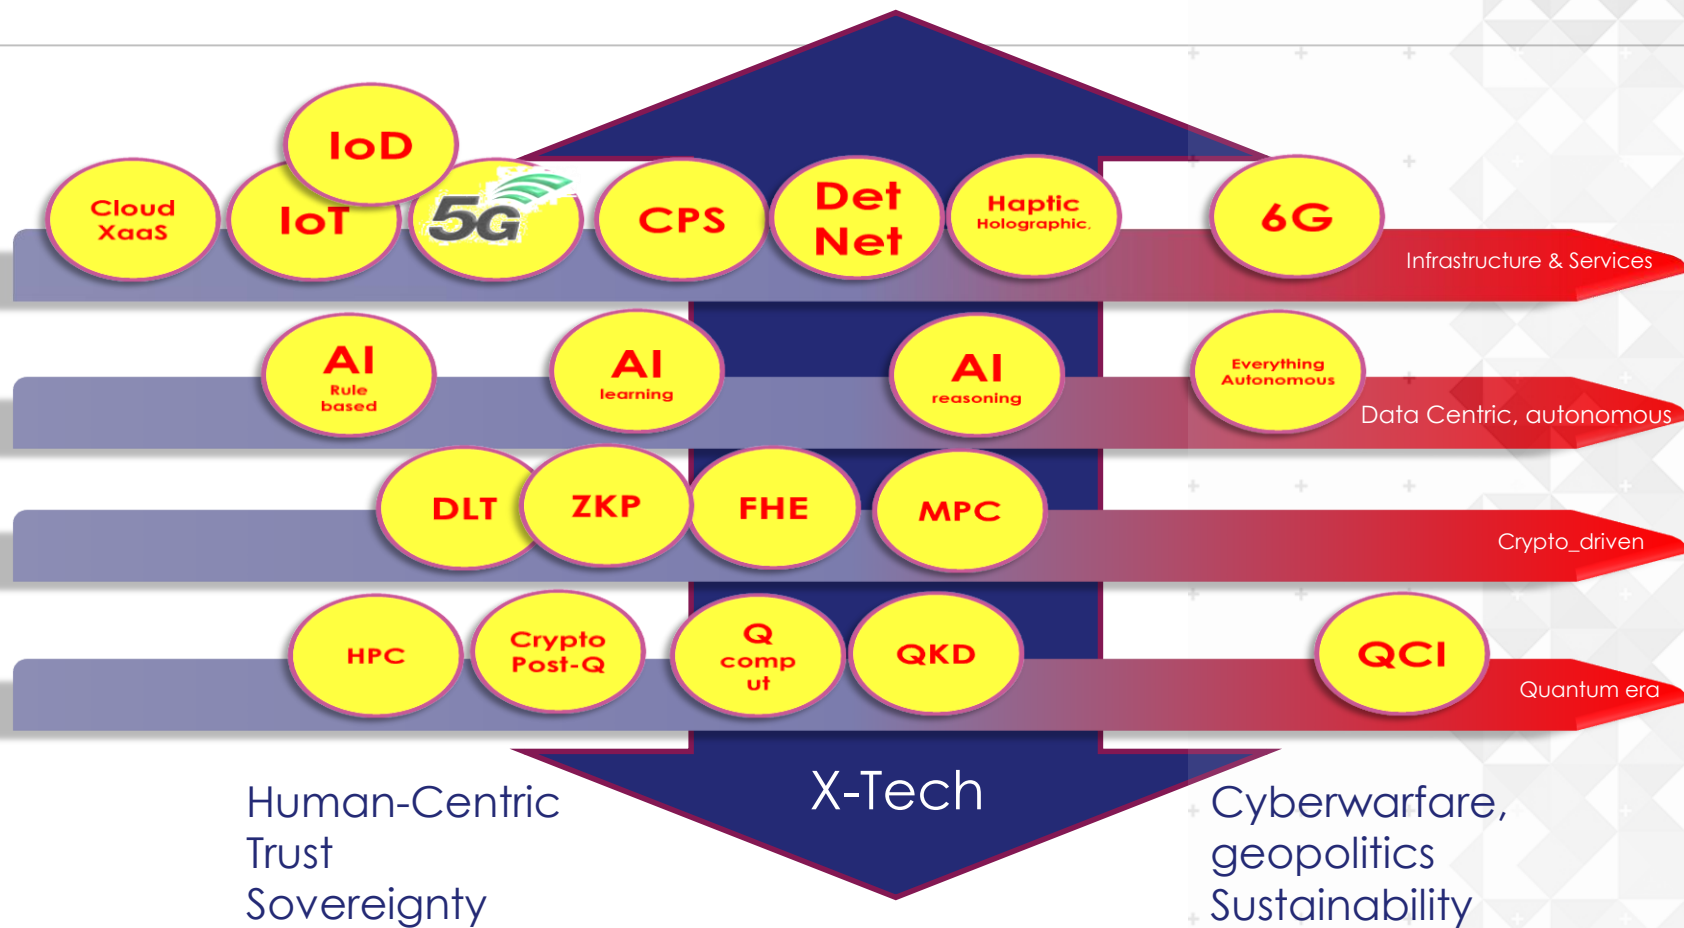 IoD
Cloud
XaaS
IoT
5G
CPS
Det
Net
Haptic
Holographic.
6G
Infrastructure & Services
AI
Rule
based
AI
learning
AI
reasoning
Everything
Autonomous
Data Centric, autonomous
DLT
ZKP
FHE
MPC
Crypto_driven
HPC
Crypto
Post-Q
Q
comp
ut
QKD
QCI
Quantum era
X-Tech
Human-Centric
Trust
Sovereignty
Cyberwarfare,
geopolitics
Sustainability